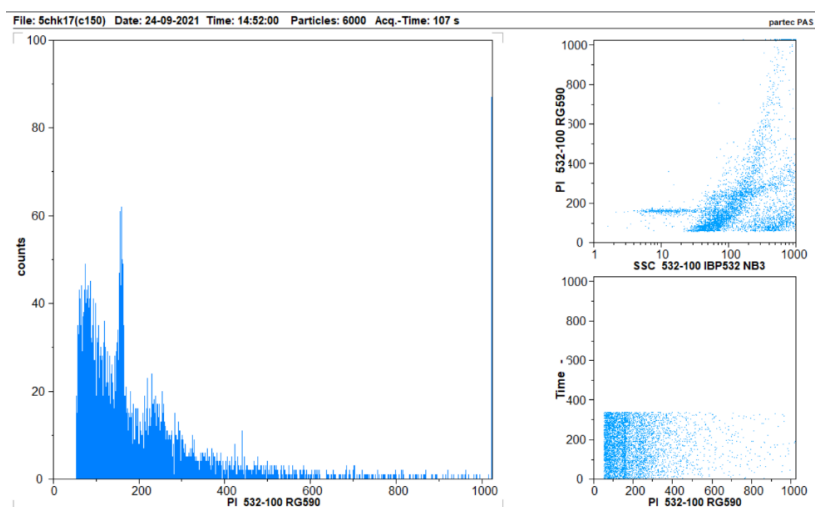 File: 5chk17(c150) Date: 24-09-2021 Time: 14:52:00 Particles: 6000 Acq.-Time: 107 s
partec PAS
100
80
60
40
20
0
counts
0 200 400 600 800 1000
PI 532-100 RG590
1000
800
600
400
200
0
PI 532-100 RG590
1 10 100 1000
SSC 532-100 IBP532 NB3
1000
800
600
400
200
0
Time -
0 200 400 600 800 1000
PI 532-100 RG590